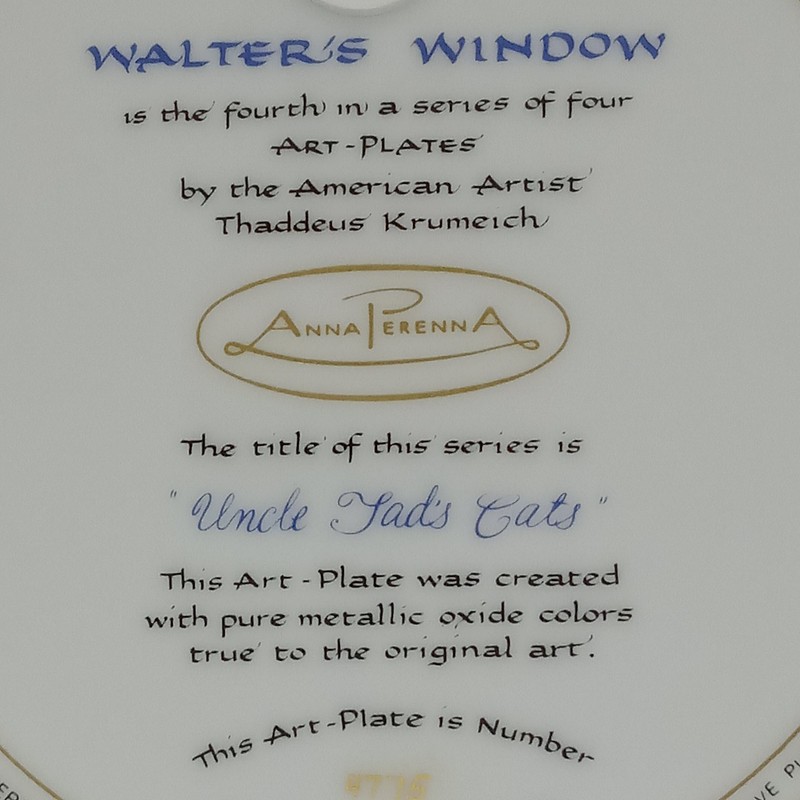 WALTER'S WINDOW
is the fourth in a series of four
ART-PLATES
by the American Artist
Thaddeus Krumeich
ANNA PERENNA
The title of this series is
"Uncle Tad's Cats"
This Art-Plate was created
with pure metallic oxide colors
true to the original art.
This Art-Plate is Number